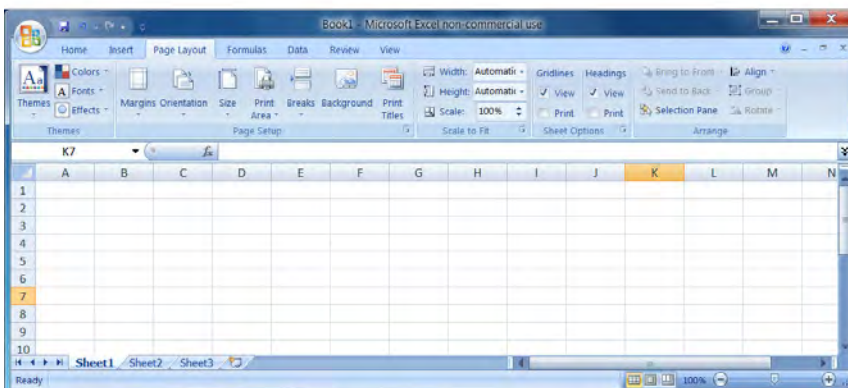 Book1 - Microsoft Excel non-commercial use
Home Insert Page Layout Formulas Data Review View
Colors Width: Automatic Gridlines Headings Bring to Front Align
Aa A Fonts Height: Automatic View View Send to Back Group
Themes Effects Margins Orientation Size Print Area Breaks Background Print Titles Scale: 100% Print Print Selection Pane Rotate
Themes Page Setup Scale to Fit Sheet Options Arrange
K7 fx
A B C D E F G H I J K L M N
1
2
3
4
5
6
7
8
9
10
Sheet1 Sheet2 Sheet3
Ready 100%